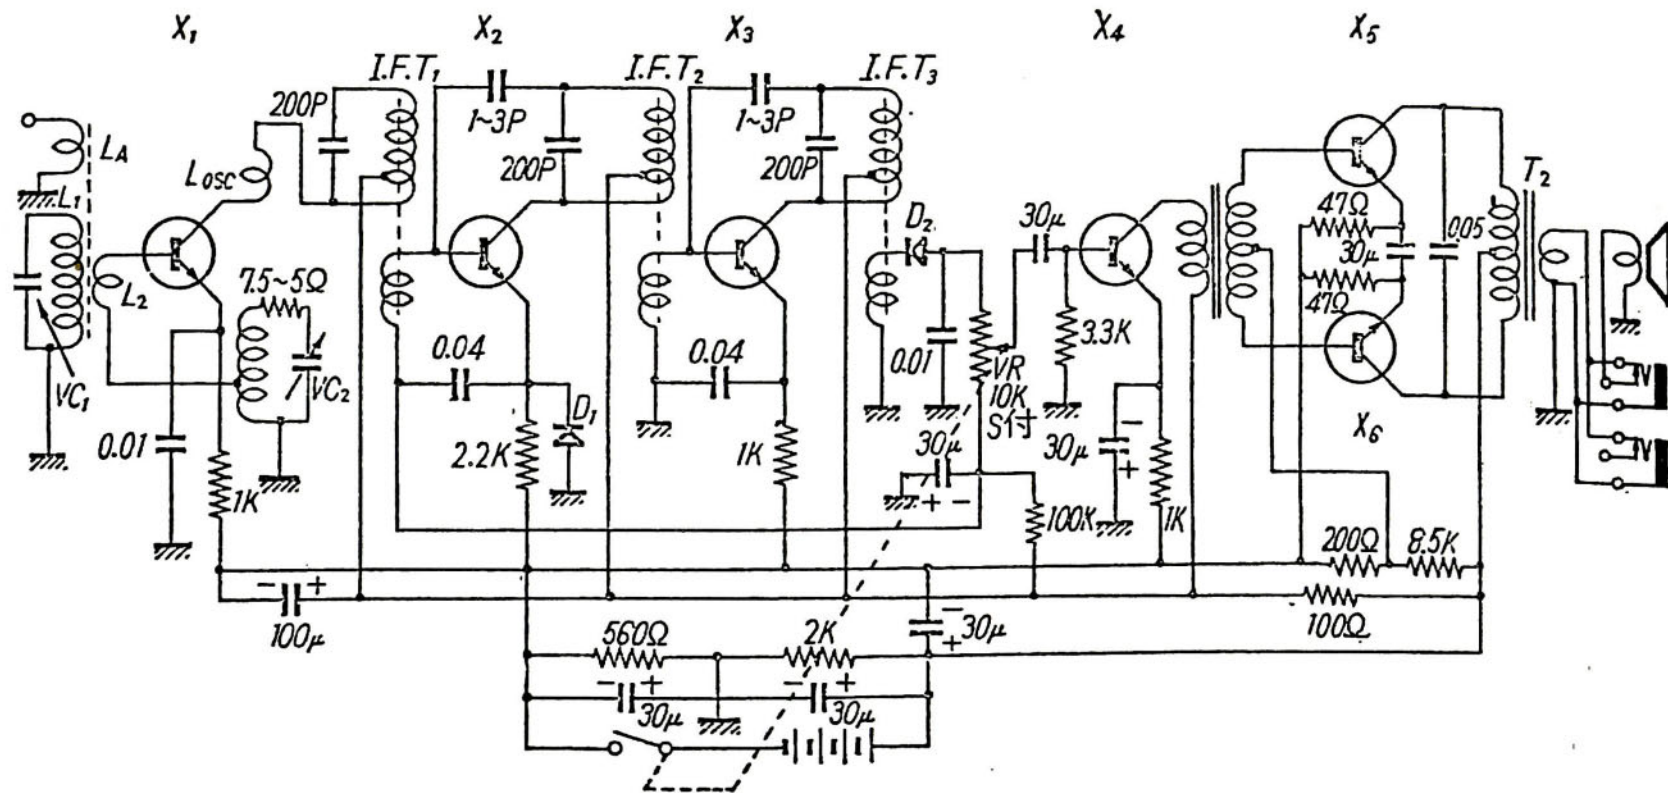 X₁
X₂
X₃
X₄
X₅
I.F.T₁
I.F.T₂
I.F.T₃
200P
1~3P
1~3P
200P
200P
LA
Losc
L₁
L₂
T₂
D₂
30μ
47Ω
30μ
0.05
47Ω
7.5~5Ω
VC₁
VC₂
0.04
0.04
0.01
VR
10K
S付
3.3K
X₆
0.01
1K
2.2K
D₁
1K
30μ
+ -
100K
30μ
-
+
1K
200Ω
8.5K
- +
100μ
100Ω
560Ω
2K
-
+
30μ
- +
30μ
- +
30μ